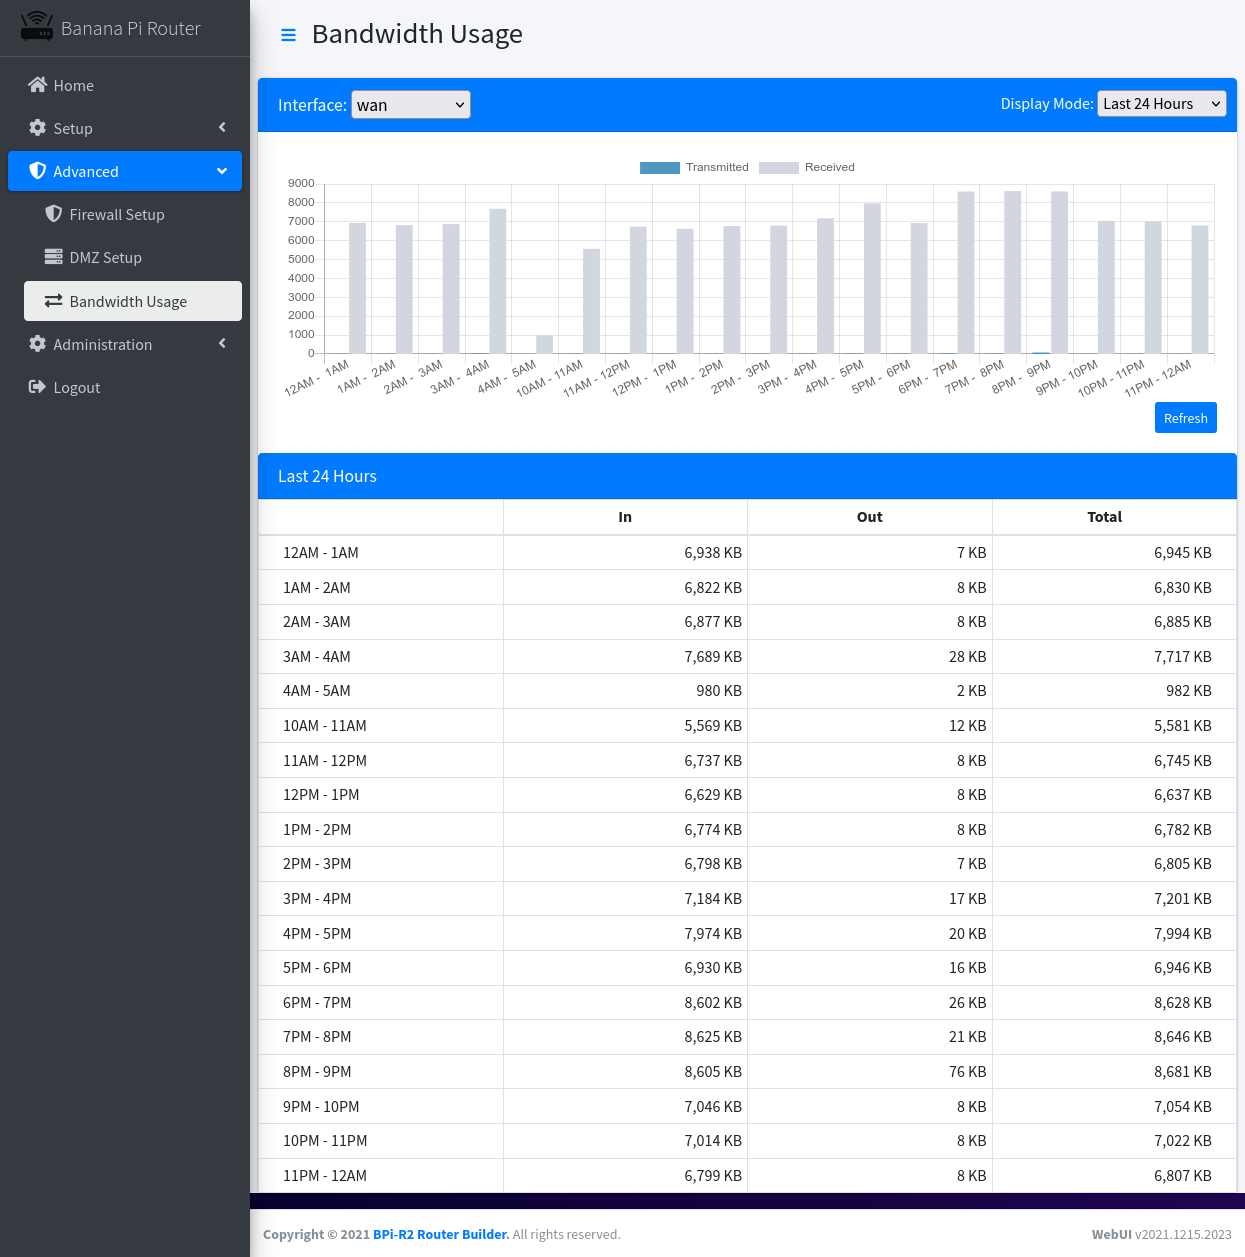 Banana Pi Router
Home
Setup
Advanced
Firewall Setup
DMZ Setup
Bandwidth Usage
Administration
Logout
Bandwidth Usage
Interface: wan
Display Mode: Last 24 Hours
Transmitted Received
9000
8000
7000
6000
5000
4000
3000
2000
1000
0
12AM - 1AM
1AM - 2AM
2AM - 3AM
3AM - 4AM
4AM - 5AM
10AM - 11AM
11AM - 12PM
12PM - 1PM
1PM - 2PM
2PM - 3PM
3PM - 4PM
4PM - 5PM
5PM - 6PM
6PM - 7PM
7PM - 8PM
8PM - 9PM
9PM - 10PM
10PM - 11PM
11PM - 12AM
Refresh
Last 24 Hours
In Out Total
12AM - 1AM 6,938 KB 7 KB 6,945 KB
1AM - 2AM 6,822 KB 8 KB 6,830 KB
2AM - 3AM 6,877 KB 8 KB 6,885 KB
3AM - 4AM 7,689 KB 28 KB 7,717 KB
4AM - 5AM 980 KB 2 KB 982 KB
10AM - 11AM 5,569 KB 12 KB 5,581 KB
11AM - 12PM 6,737 KB 8 KB 6,745 KB
12PM - 1PM 6,629 KB 8 KB 6,637 KB
1PM - 2PM 6,774 KB 8 KB 6,782 KB
2PM - 3PM 6,798 KB 7 KB 6,805 KB
3PM - 4PM 7,184 KB 17 KB 7,201 KB
4PM - 5PM 7,974 KB 20 KB 7,994 KB
5PM - 6PM 6,930 KB 16 KB 6,946 KB
6PM - 7PM 8,602 KB 26 KB 8,628 KB
7PM - 8PM 8,625 KB 21 KB 8,646 KB
8PM - 9PM 8,605 KB 76 KB 8,681 KB
9PM - 10PM 7,046 KB 8 KB 7,054 KB
10PM - 11PM 7,014 KB 8 KB 7,022 KB
11PM - 12AM 6,799 KB 8 KB 6,807 KB
Copyright © 2021 BPi-R2 Router Builder. All rights reserved.
WebUI v2021.1215.2023